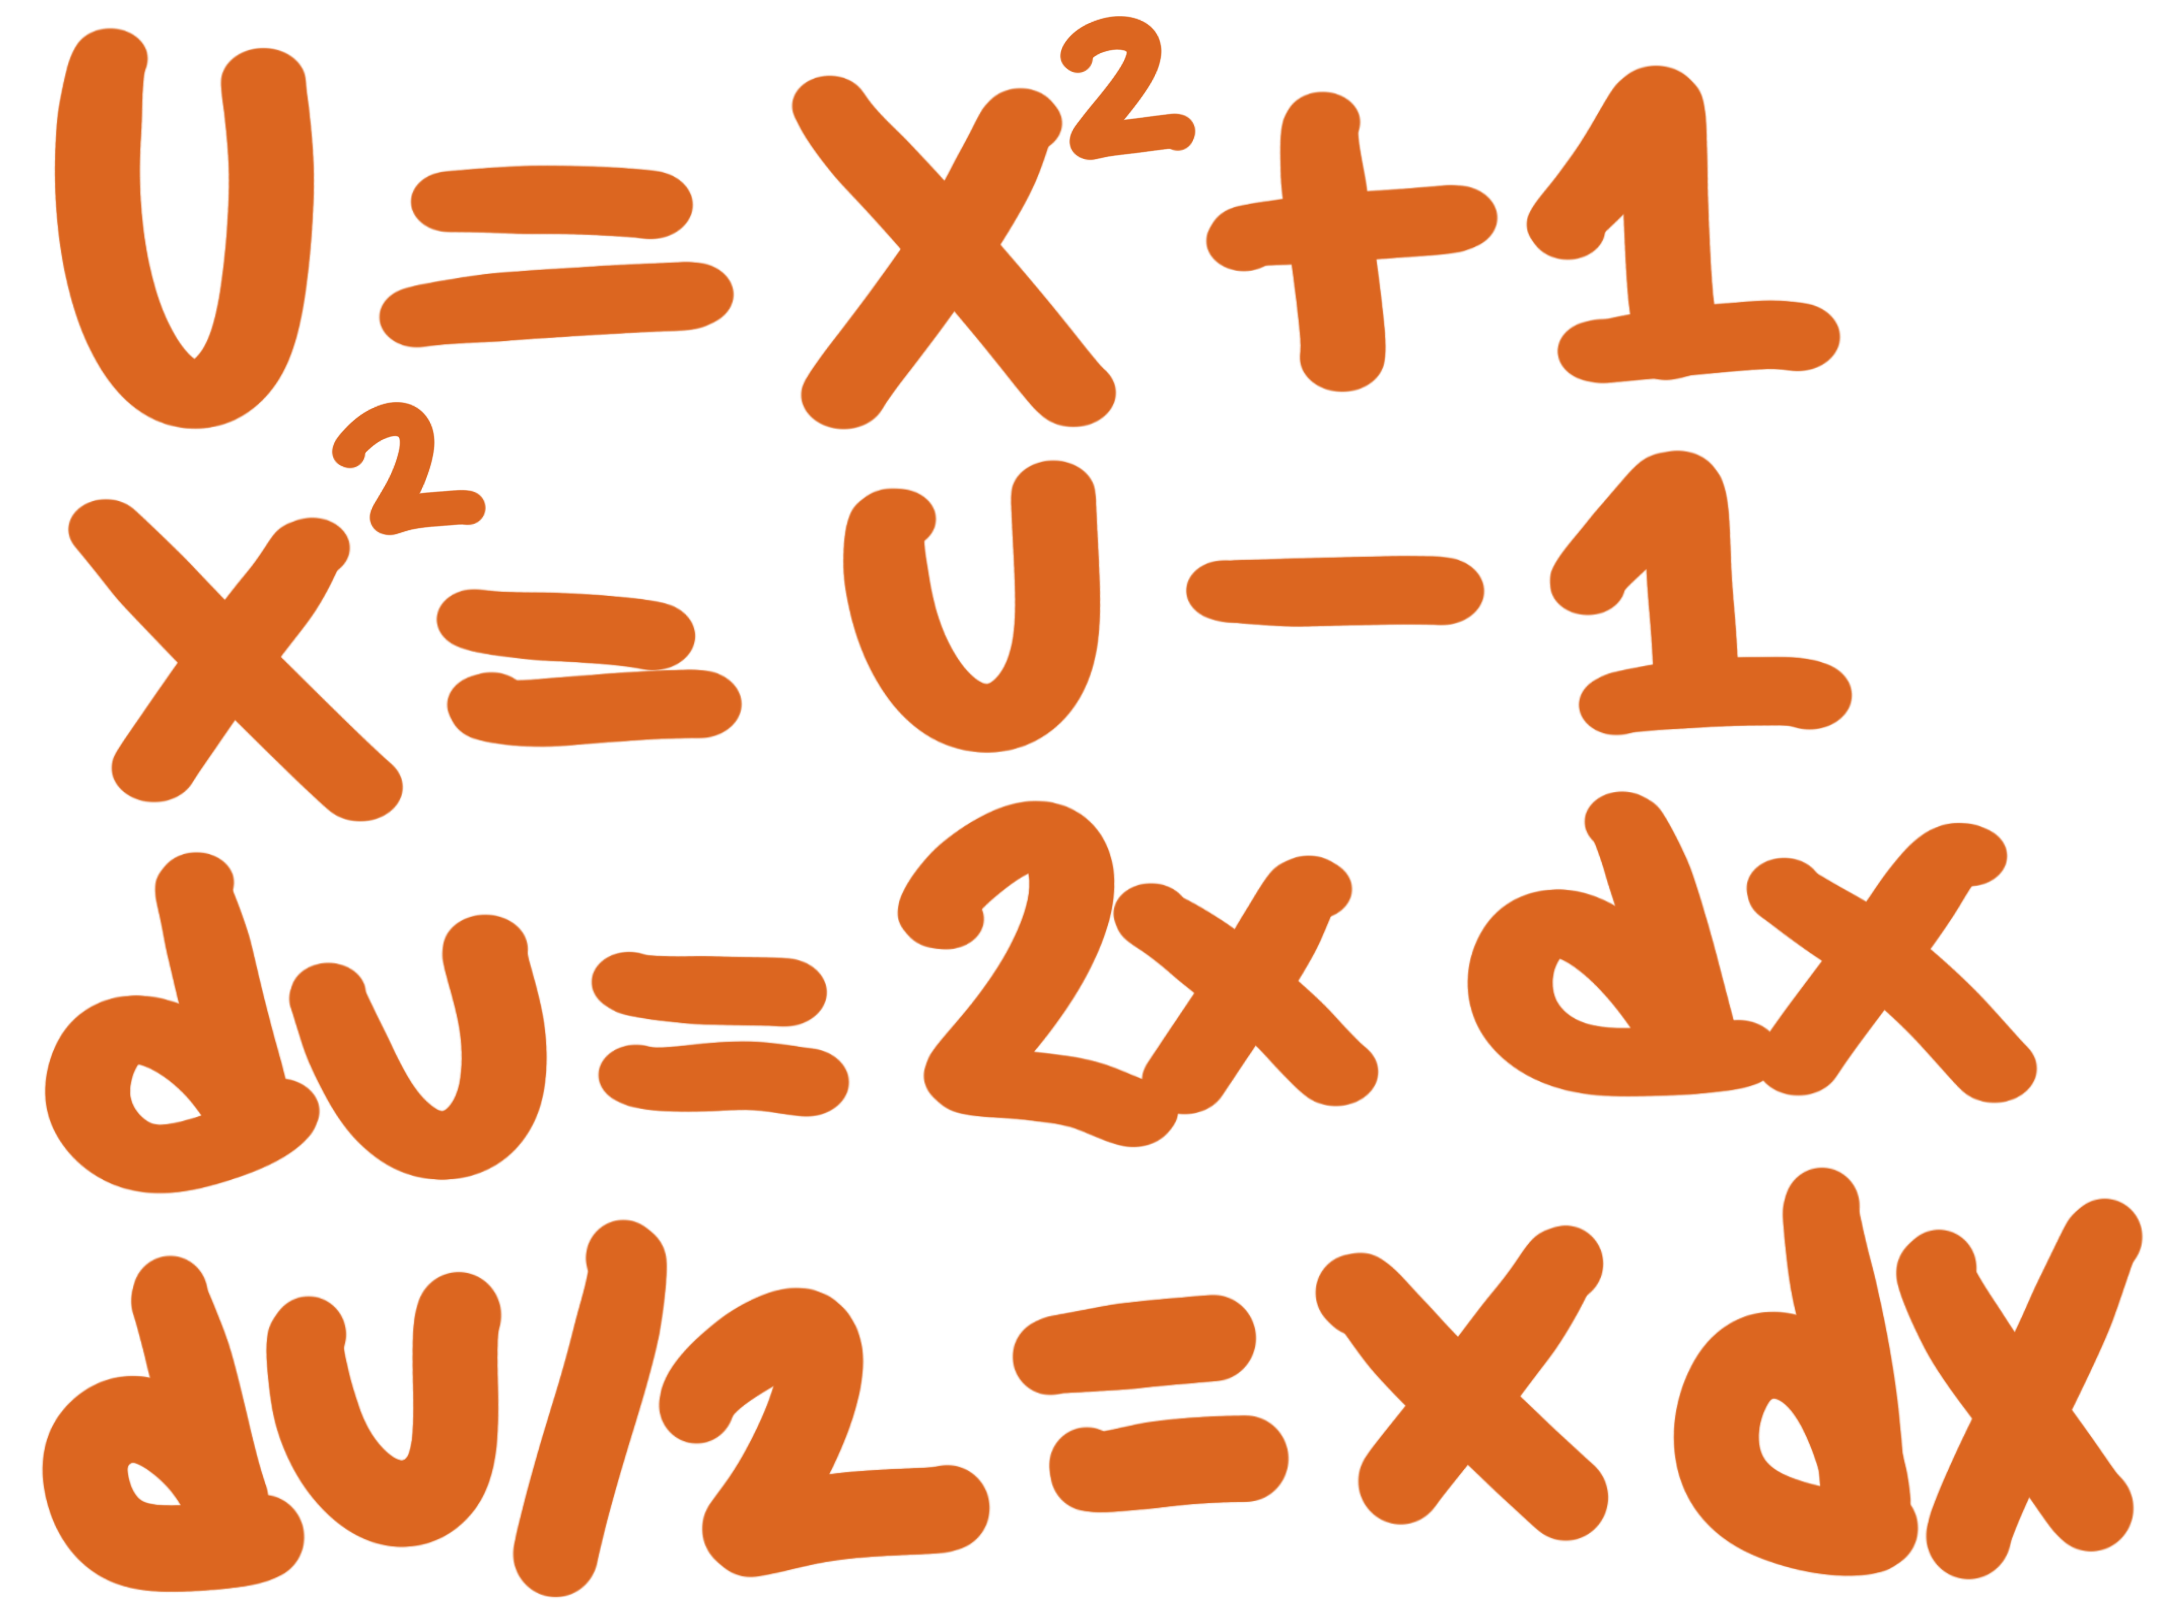 U = x² + 1
x² = u - 1
du = 2x dx
du/2 = x dx